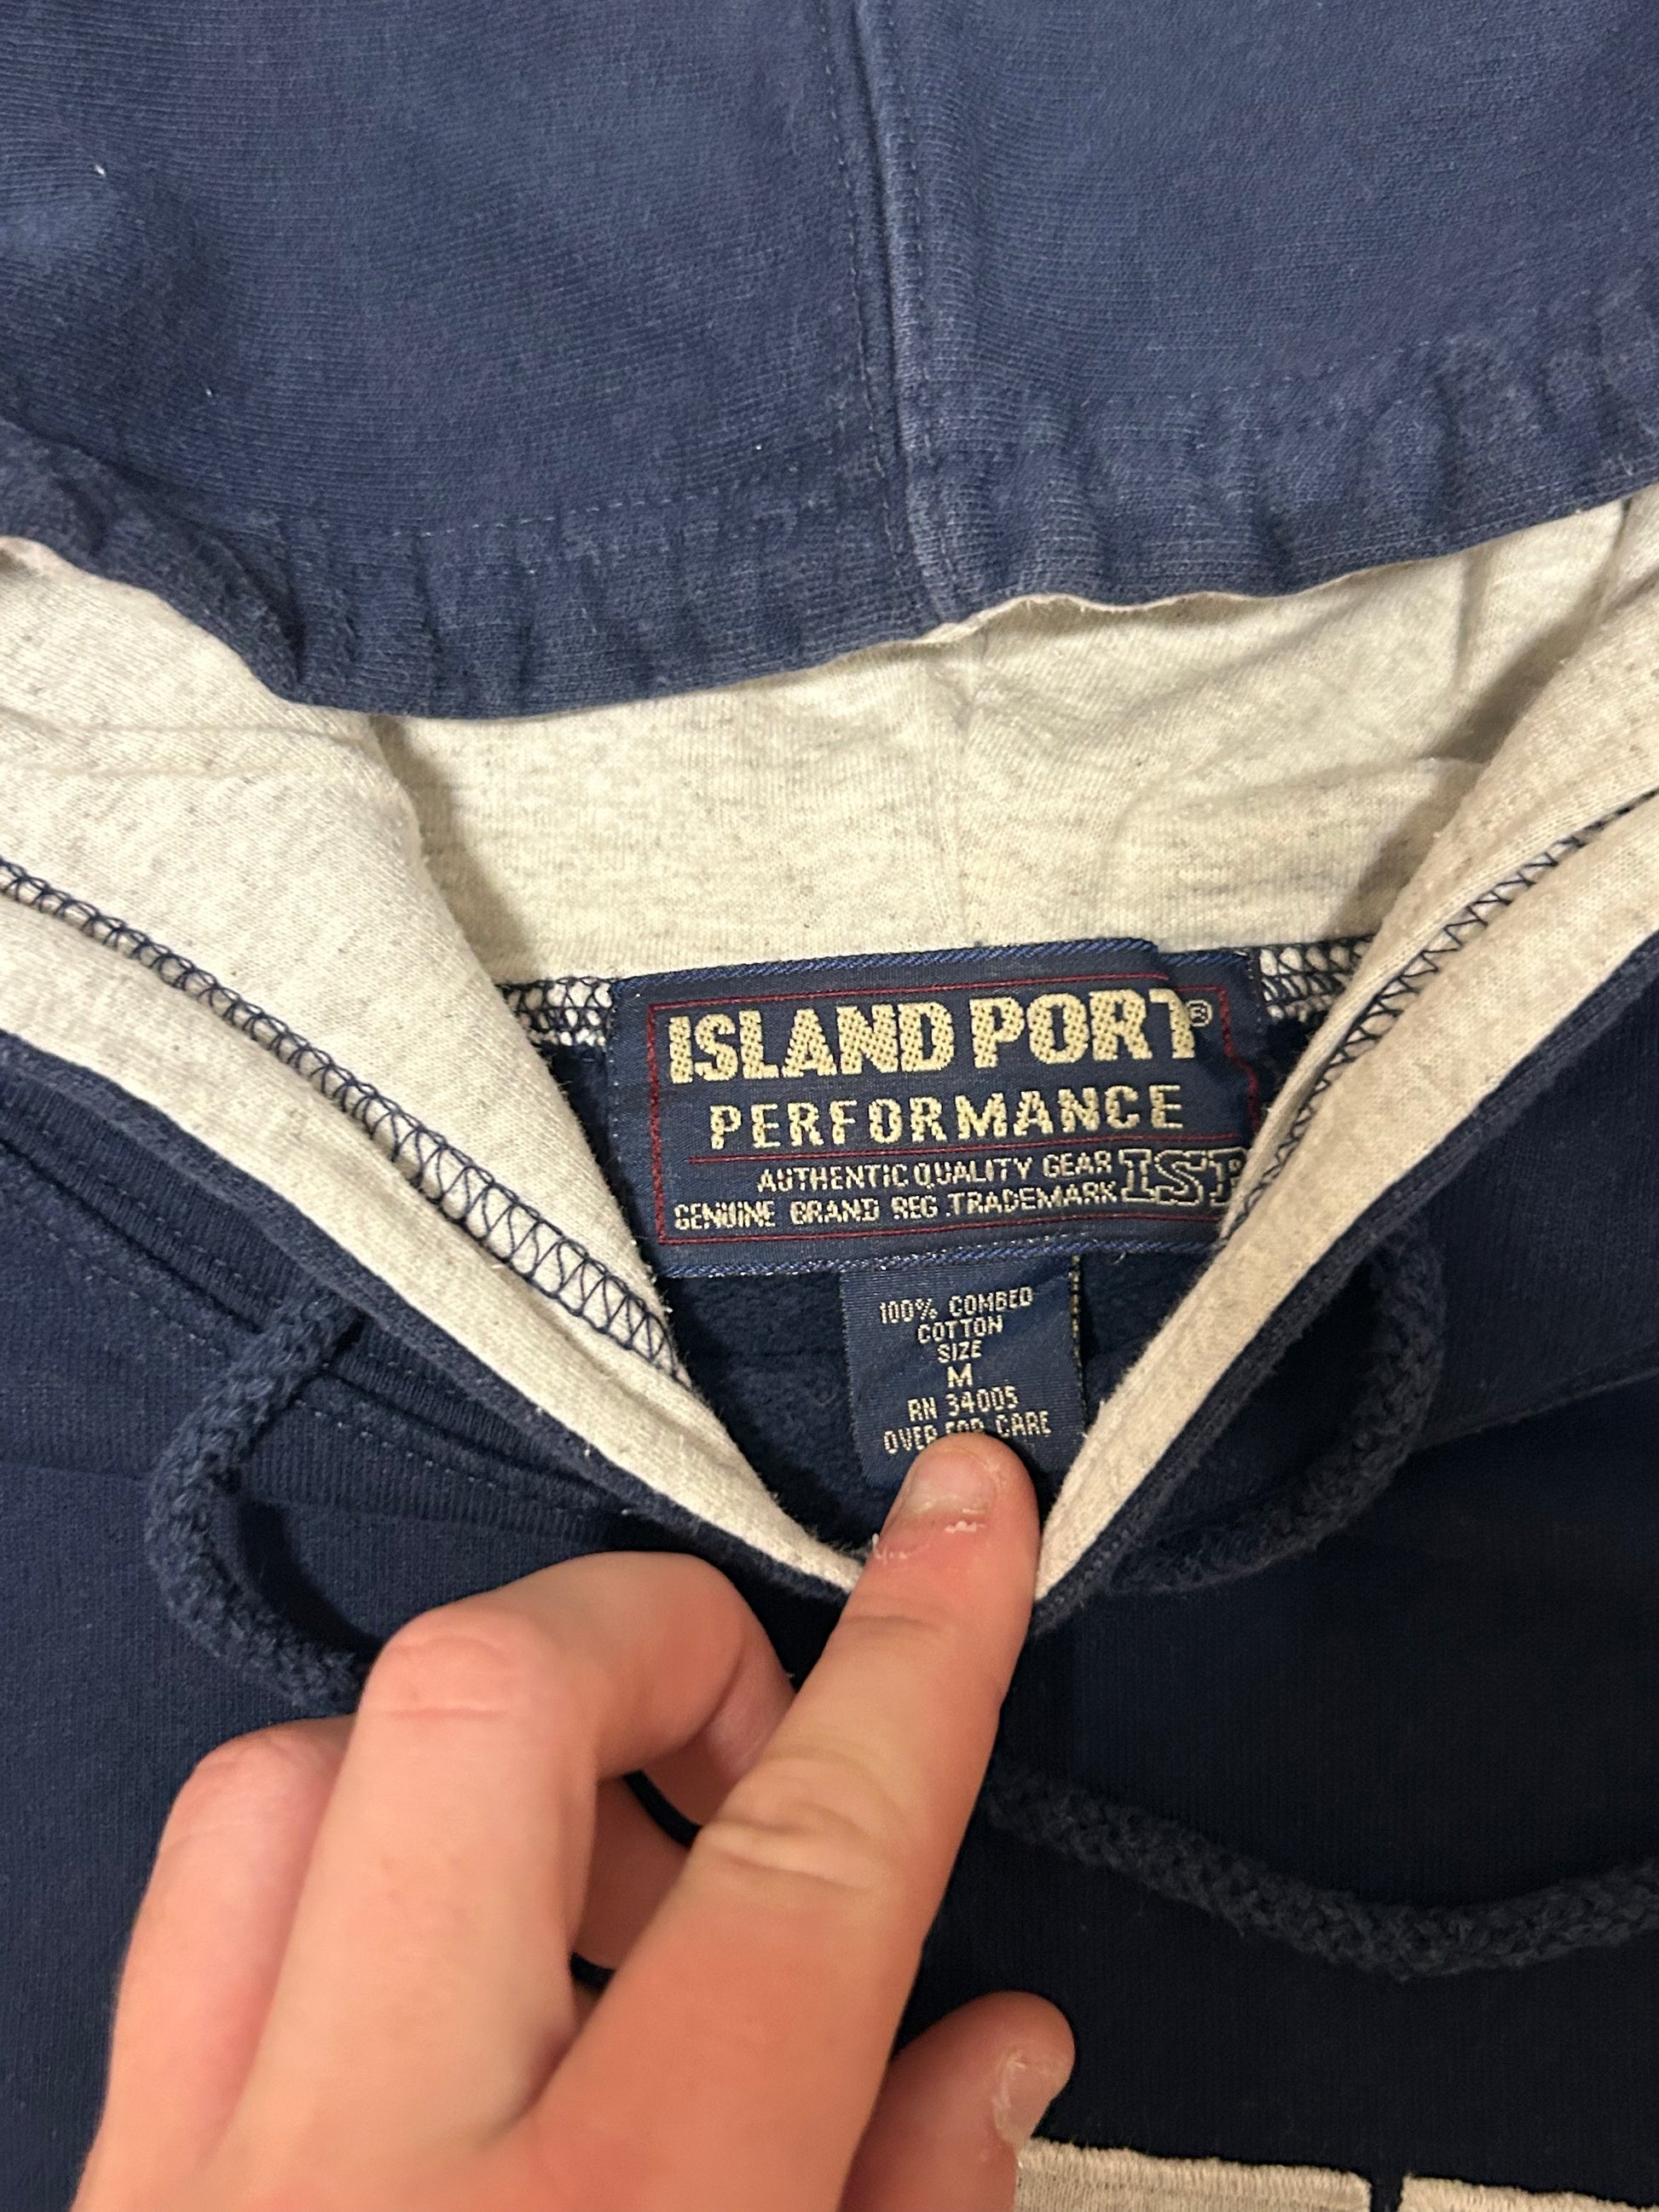 ISLAND PORT®
PERFORMANCE
AUTHENTIC QUALITY GEAR
GENUINE BRAND REG. TRADEMARK ISP
100% COMBED
COTTON
SIZE
M
RN 34005
OVER FOR CARE